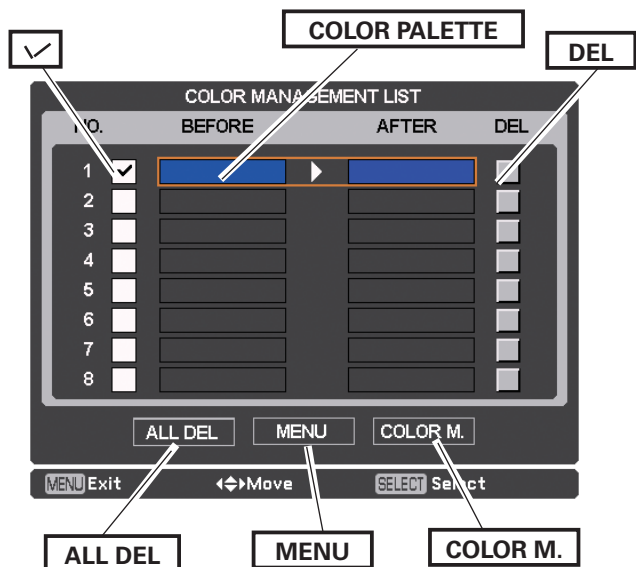 COLOR PALETTE
✓
DEL
COLOR MANAGEMENT LIST
NO. BEFORE AFTER DEL
1 ✓
2
3
4
5
6
7
8
ALL DEL MENU COLOR M.
MENU Exit Move SELECT Select
ALL DEL MENU COLOR M.